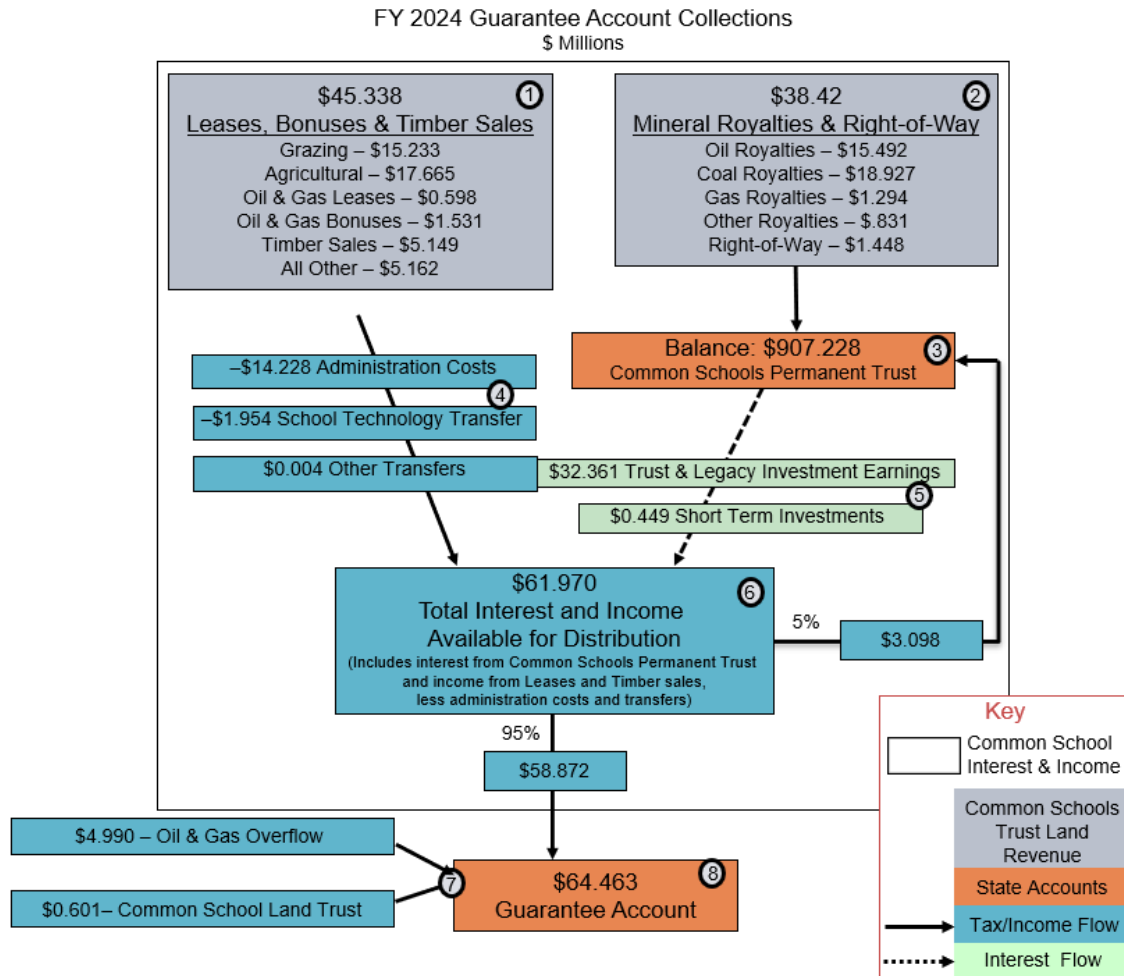 FY 2024 Guarantee Account Collections
$ Millions
$45.338
1
Leases, Bonuses & Timber Sales
Grazing – $15.233
Agricultural – $17.665
Oil & Gas Leases – $0.598
Oil & Gas Bonuses – $1.531
Timber Sales – $5.149
All Other – $5.162
$38.42
2
Mineral Royalties & Right-of-Way
Oil Royalties – $15.492
Coal Royalties – $18.927
Gas Royalties – $1.294
Other Royalties – $.831
Right-of-Way – $1.448
Balance: $907.228
3
Common Schools Permanent Trust
–$14.228 Administration Costs
4
–$1.954 School Technology Transfer
$0.004 Other Transfers
$32.361 Trust & Legacy Investment Earnings
5
$0.449 Short Term Investments
$61.970
6
Total Interest and Income
Available for Distribution
(Includes interest from Common Schools Permanent Trust
and income from Leases and Timber sales,
less administration costs and transfers)
5%
$3.098
95%
$58.872
$4.990 – Oil & Gas Overflow
$0.601– Common School Land Trust
7
$64.463
8
Guarantee Account
Key
Common School
Interest & Income
Common Schools
Trust Land
Revenue
State Accounts
Tax/Income Flow
Interest Flow